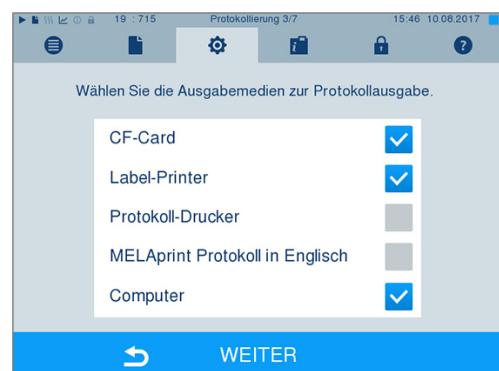 19 : 715 Protokollierung 3/7 15:46 10.08.2017
Wählen Sie die Ausgabemedien zur Protokollausgabe.
CF-Card
Label-Printer
Protokoll-Drucker
MELAprint Protokoll in Englisch
Computer
WEITER